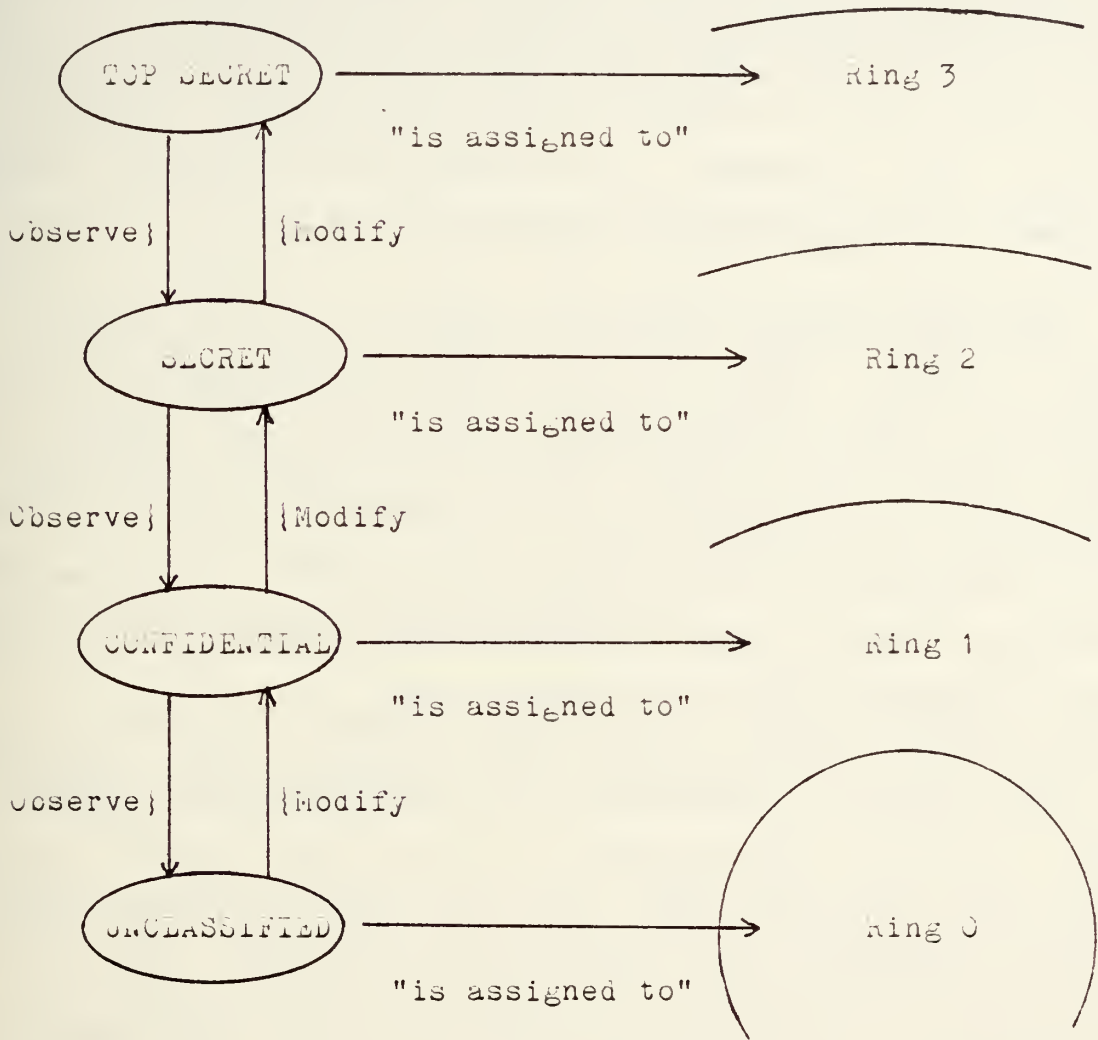 TOP SECRET
Ring 3
"is assigned to"
Observe} {Modify
SECRET
Ring 2
"is assigned to"
Observe} {Modify
CONFIDENTIAL
Ring 1
"is assigned to"
Observe} {Modify
UNCLASSIFIED
Ring 0
"is assigned to"